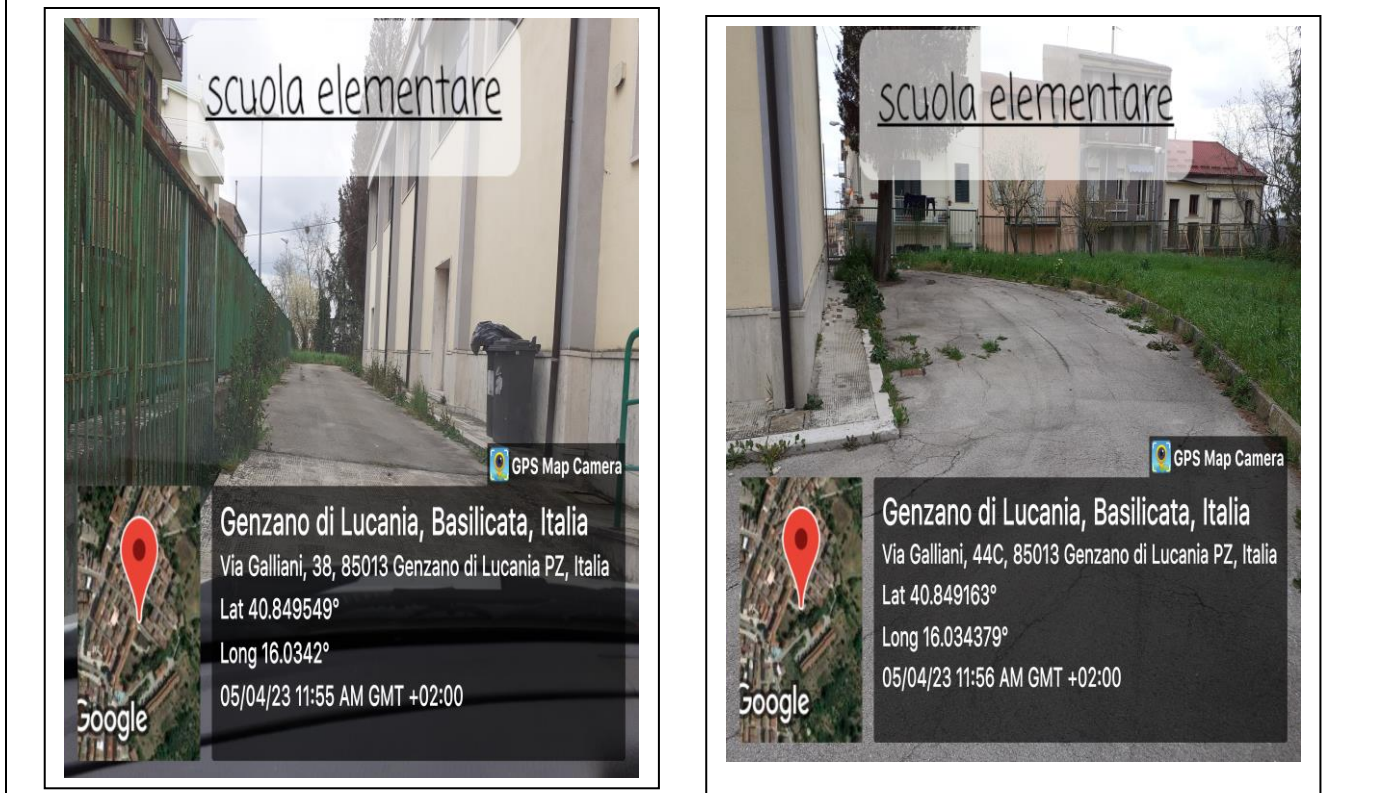 scuola elementare
GPS Map Camera
Genzano di Lucania, Basilicata, Italia
Via Galliani, 38, 85013 Genzano di Lucania PZ, Italia
Lat 40.849549°
Long 16.0342°
05/04/23 11:55 AM GMT +02:00
Google
scuola elementare
GPS Map Camera
Genzano di Lucania, Basilicata, Italia
Via Galliani, 44C, 85013 Genzano di Lucania PZ, Italia
Lat 40.849163°
Long 16.034379°
05/04/23 11:56 AM GMT +02:00
Google